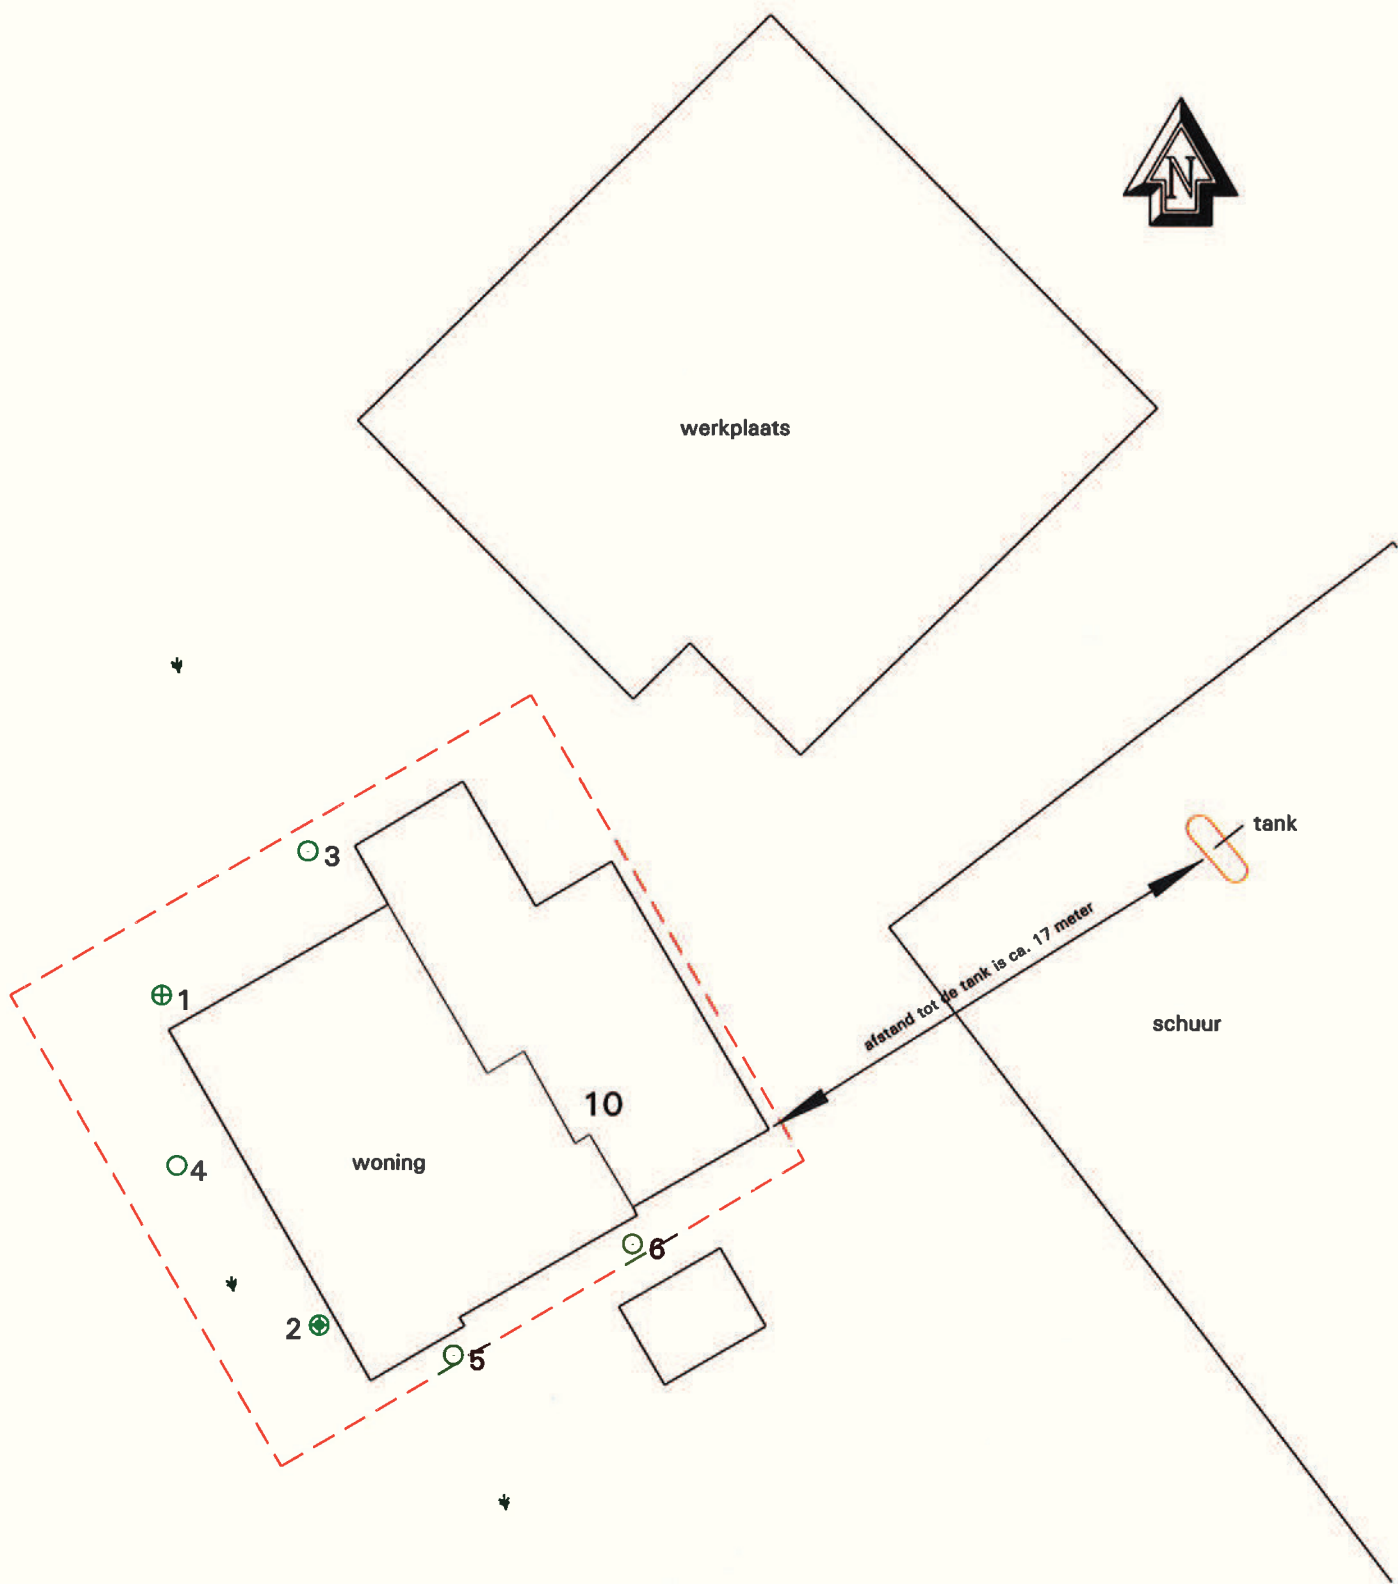 N
werkplaats
tank
3
afstand tot de tank is ca. 17 meter
1
schuur
10
4
woning
6
2
5